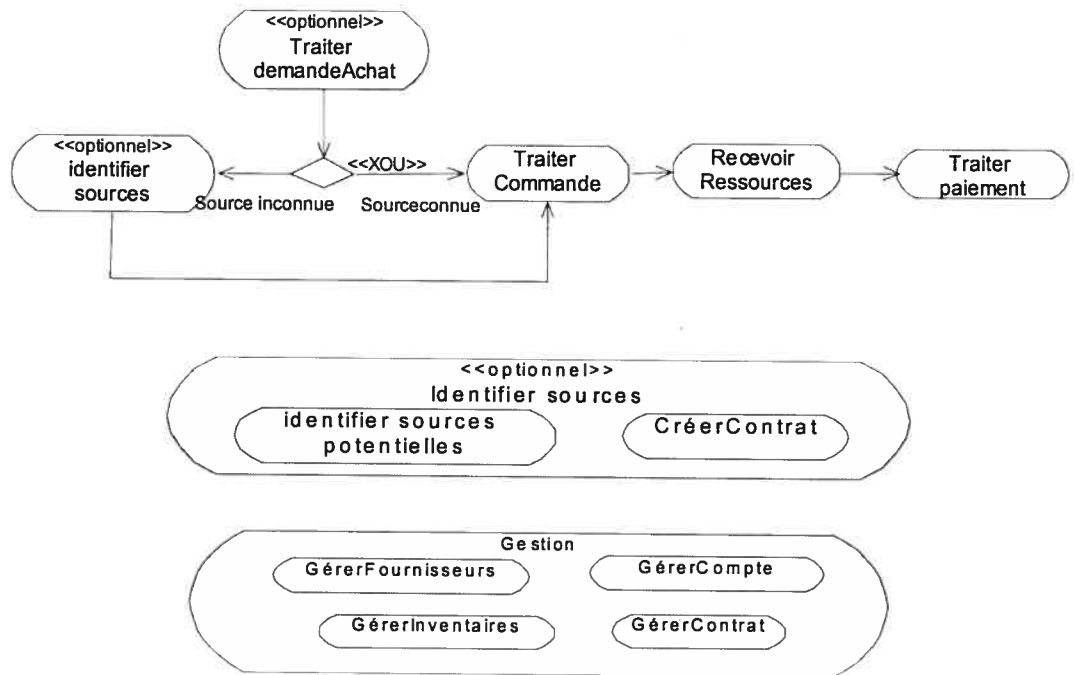 <<optionnel>>
Traiter
demandeAchat
<<optionnel>>
identifier
sources
<<XOU>>
Traiter
Commande
Recevoir
Ressources
Traiter
paiement
Source inconnue
Sourceconnue
<<optionnel>>
Identifier sources
identifier sources
potentielles
CréerContrat
Gestion
GérerFournisseurs
GérerCompte
GérerInventaires
GérerContrat